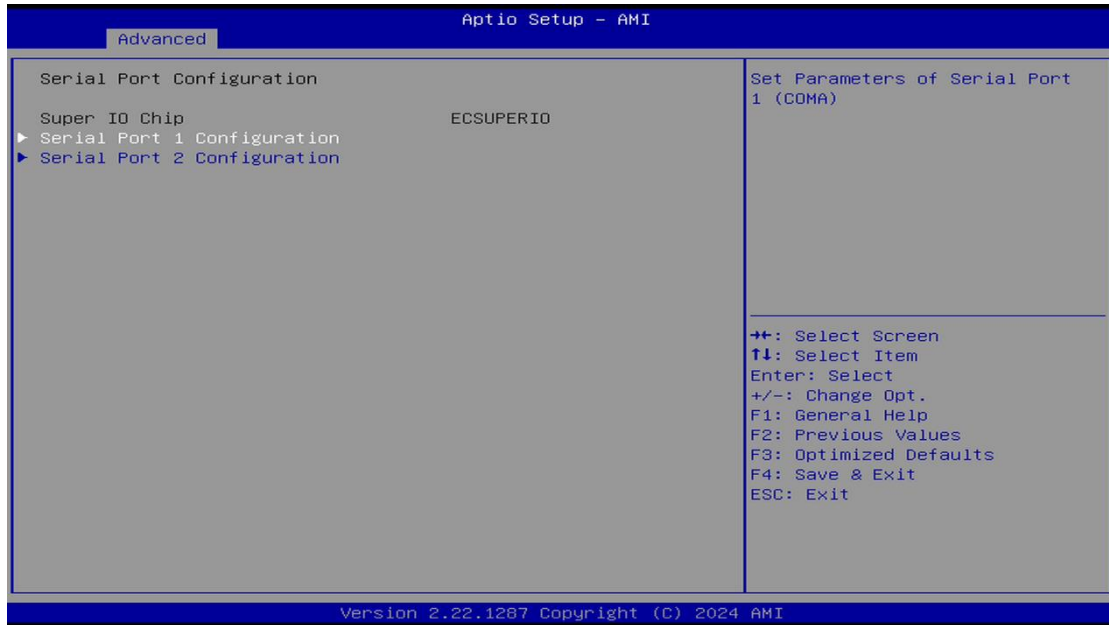 Aptio Setup - AMI
Advanced
Serial Port Configuration
Super IO Chip ECSUPERIO
► Serial Port 1 Configuration
► Serial Port 2 Configuration
Set Parameters of Serial Port
1 (COMA)
→←: Select Screen
↑↓: Select Item
Enter: Select
+/-: Change Opt.
F1: General Help
F2: Previous Values
F3: Optimized Defaults
F4: Save & Exit
ESC: Exit
Version 2.22.1287 Copyright (C) 2024 AMI